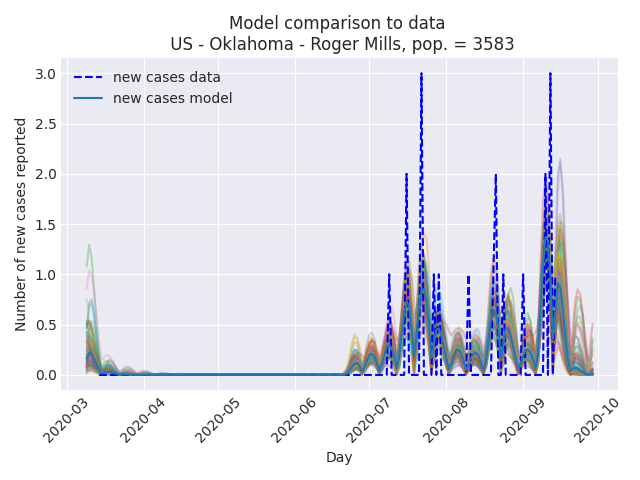 Model comparison to data
US - Oklahoma - Roger Mills, pop. = 3583
new cases data
new cases model
Number of new cases reported
3.0
2.5
2.0
1.5
1.0
0.5
0.0
2020-03
2020-04
2020-05
2020-06
2020-07
2020-08
2020-09
2020-10
Day